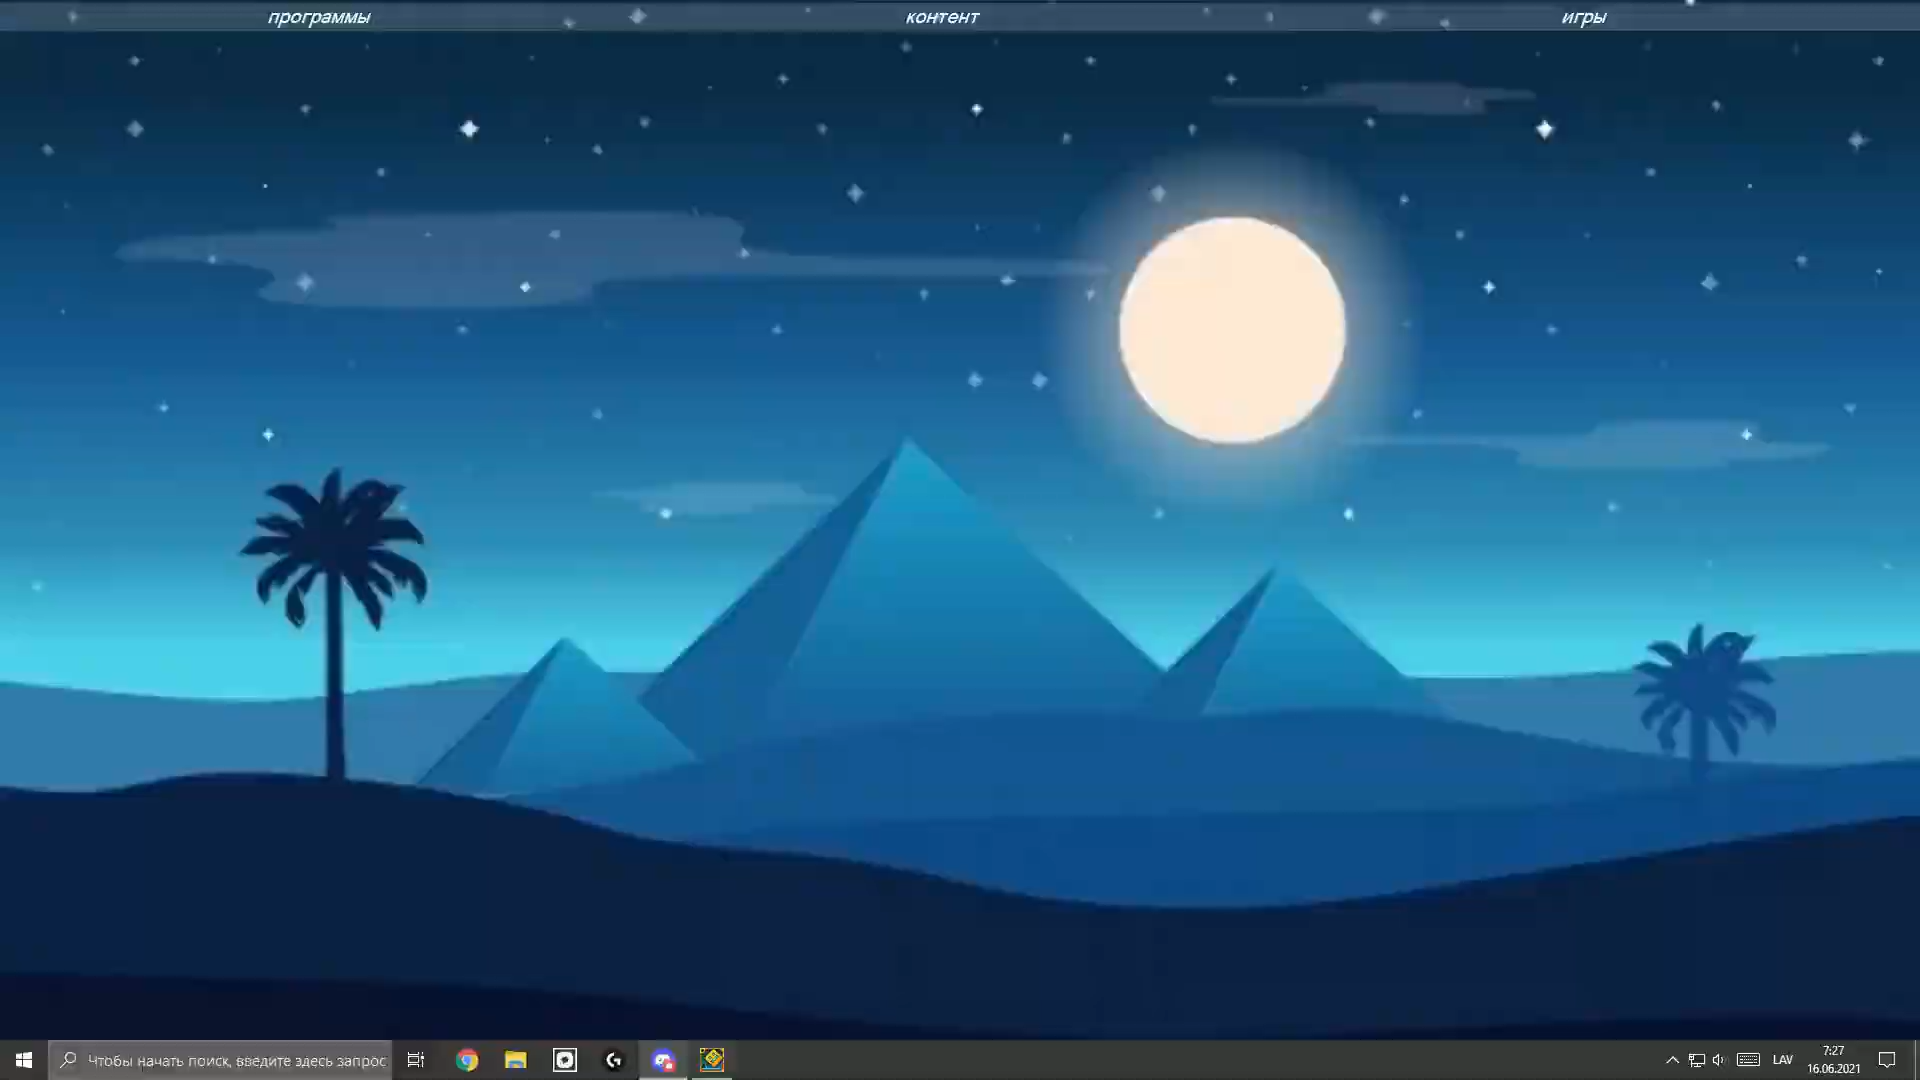 программы контент игры
Чтобы начать поиск, введите здесь запрос
LAV
7:27
16.06.2021